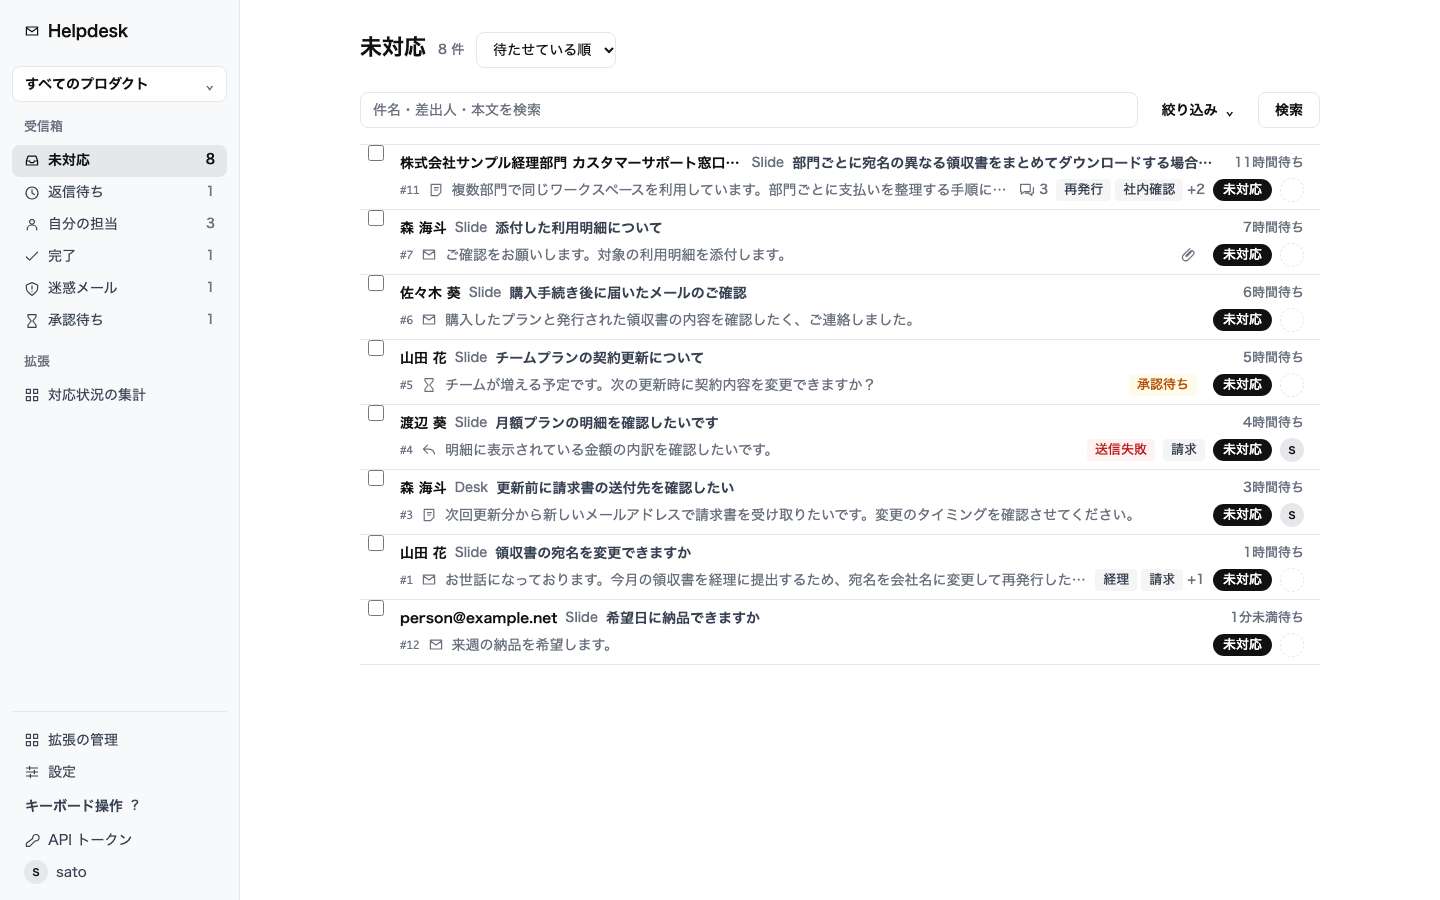 Helpdesk
すべてのプロダクト
受信箱
未対応 8
返信待ち 1
自分の担当 3
完了 1
迷惑メール 1
承認待ち 1
拡張
対応状況の集計
拡張の管理
設定
キーボード操作 ?
API トークン
S sato
未対応 8 件 待たせている順
件名・差出人・本文を検索 絞り込み 検索
株式会社サンプル経理部門 カスタマーサポート窓口… Slide 部門ごとに宛名の異なる領収書をまとめてダウンロードする場合… 11時間待ち
#11 複数部門で同じワークスペースを利用しています。部門ごとに支払いを整理する手順に… 3 再発行 社内確認 +2 未対応
森 海斗 Slide 添付した利用明細について 7時間待ち
#7 ご確認をお願いします。対象の利用明細を添付します。 未対応
佐々木 葵 Slide 購入手続き後に届いたメールのご確認 6時間待ち
#6 購入したプランと発行された領収書の内容を確認したく、ご連絡しました。 未対応
山田 花 Slide チームプランの契約更新について 5時間待ち
#5 チームが増える予定です。次の更新時に契約内容を変更できますか？ 承認待ち 未対応
渡辺 葵 Slide 月額プランの明細を確認したいです 4時間待ち
#4 明細に表示されている金額の内訳を確認したいです。 送信失敗 請求 未対応 S
森 海斗 Desk 更新前に請求書の送付先を確認したい 3時間待ち
#3 次回更新分から新しいメールアドレスで請求書を受け取りたいです。変更のタイミングを確認させてください。 未対応 S
山田 花 Slide 領収書の宛名を変更できますか 1時間待ち
#1 お世話になっております。今月の領収書を経理に提出するため、宛名を会社名に変更して再発行した… 経理 請求 +1 未対応
person@example.net Slide 希望日に納品できますか 1分未満待ち
#12 来週の納品を希望します。 未対応